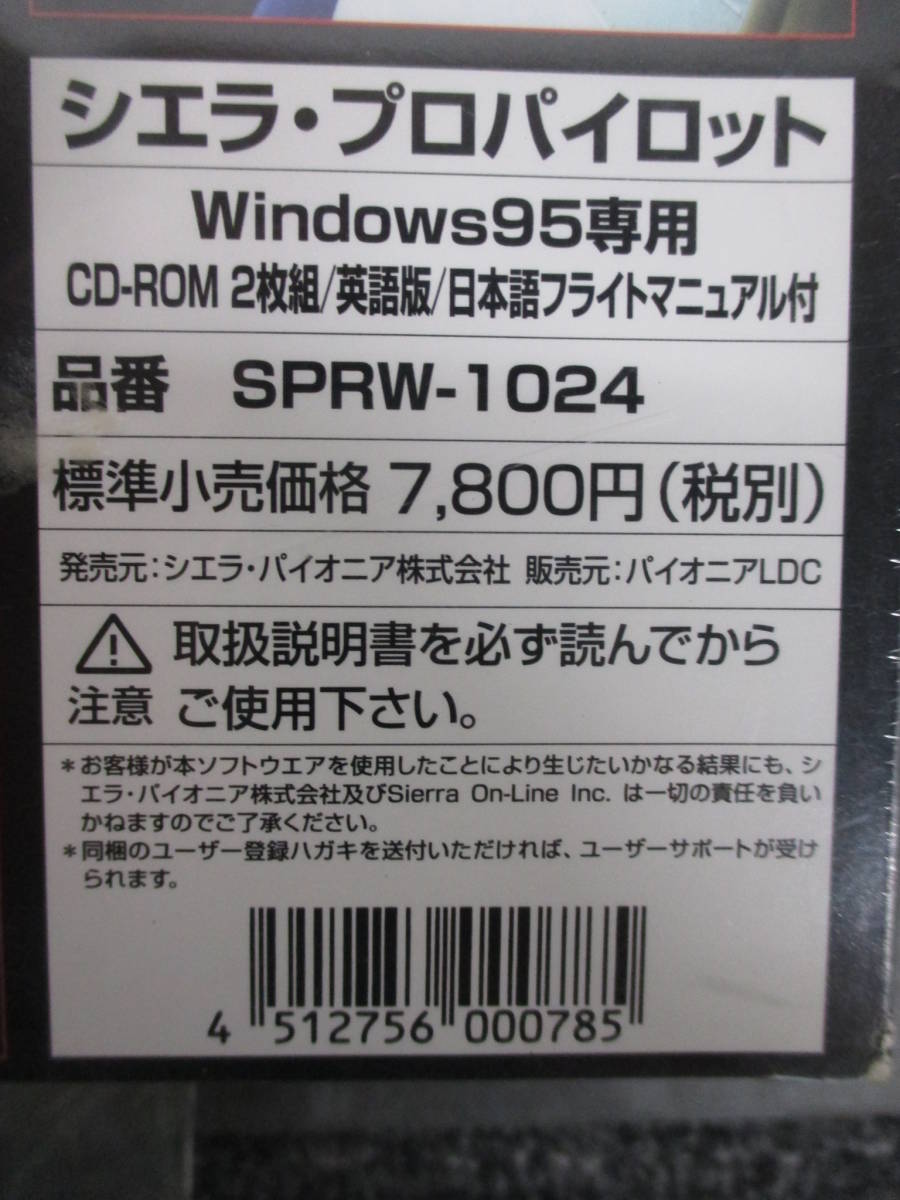 シエラ・プロパイロット
Windows95専用
CD-ROM 2枚組/英語版/日本語フライトマニュアル付
品番 SPRW-1024
標準小売価格 7,800円(税別)
発売元:シエラ・パイオニア株式会社 販売元:パイオニアLDC
取扱説明書を必ず読んでから
注意 ご使用下さい。
*お客様が本ソフトウエアを使用したことにより生じたいかなる結果にも、シ
エラ・パイオニア株式会社及びSierra On-Line Inc. は一切の責任を負い
かねますのでご了承ください。
*同梱のユーザー登録ハガキを送付いただければ、ユーザーサポートが受け
られます。
4 512756 000785